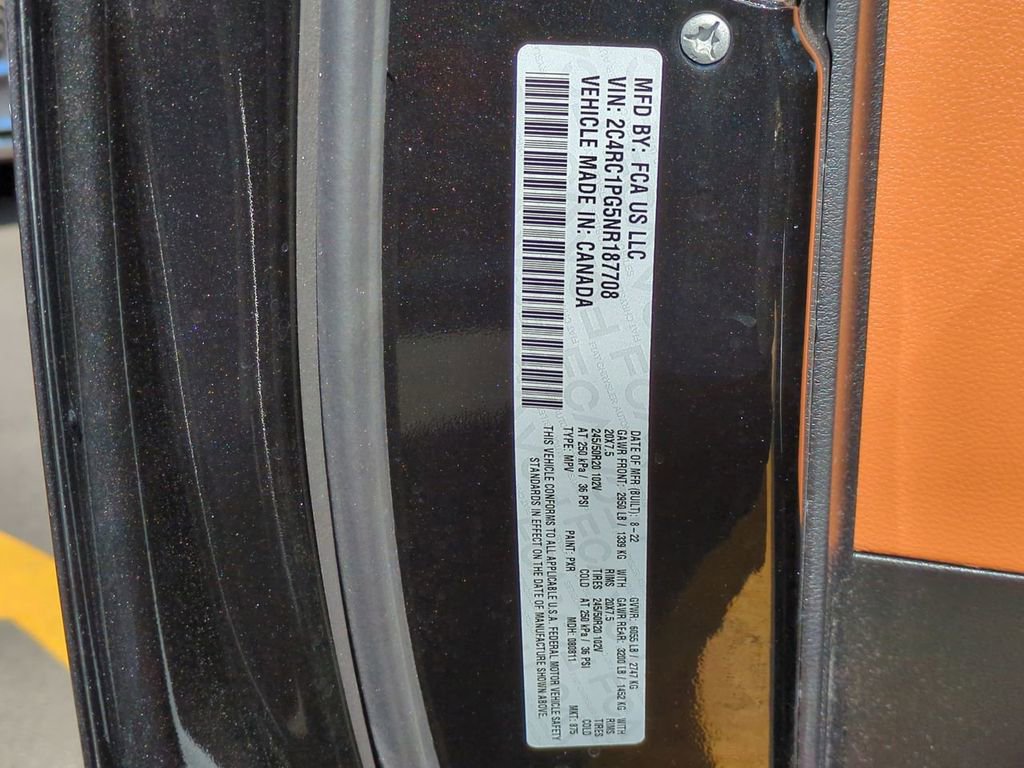 MFD BY: FCA US LLC
VIN: 2C4RC1PG5NR187708
VEHICLE MADE IN: CANADA
DATE OF MFR (BUILT): 8-22 GVWR: 6055 LB / 2747 KG
GAWR FRONT: 2950 LB / 1339 KG WITH GAWR REAR: 3200 LB / 1452 KG WITH
20X7.5 RIMS 20X7.5 RIMS
245/50R20 102V TIRES 245/50R20 102V TIRES
AT 250 kPa / 36 PSI COLD AT 250 kPa / 36 PSI COLD
TYPE: MPV PAINT: PXR MDH: 080811 MKT: 875
THIS VEHICLE CONFORMS TO ALL APPLICABLE U.S.A. FEDERAL MOTOR VEHICLE SAFETY
STANDARDS IN EFFECT ON THE DATE OF MANUFACTURE SHOWN ABOVE.